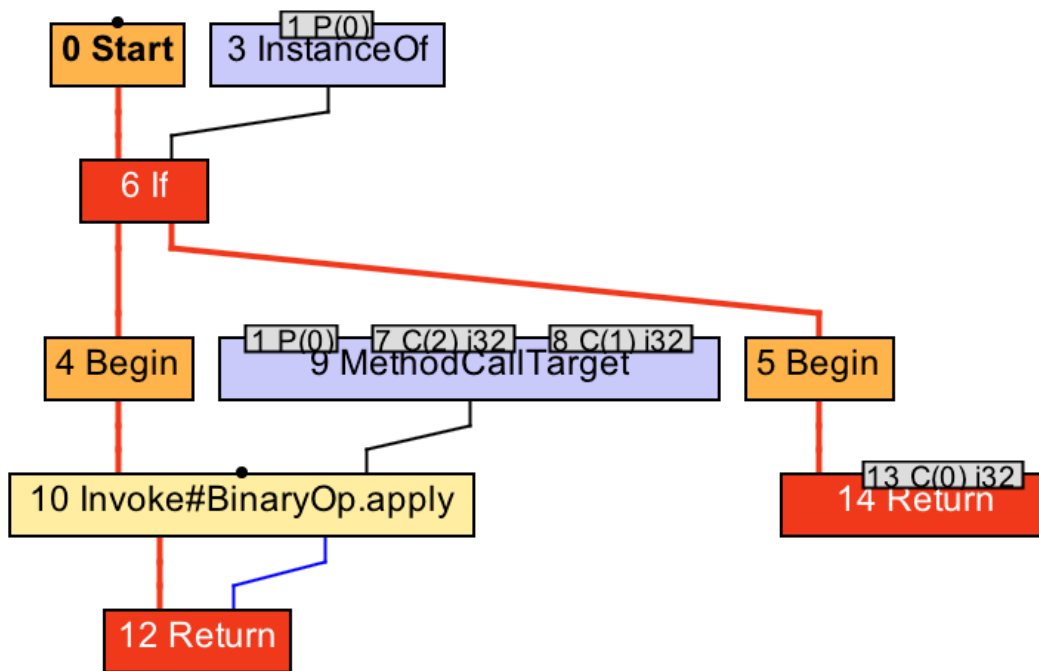 0 Start
1 P(0)
3 InstanceOf
6 If
4 Begin
1 P(0)
7 C(2) i32
8 C(1) i32
9 MethodCallTarget
5 Begin
10 Invoke#BinaryOp.apply
13 C(0) i32
14 Return
12 Return